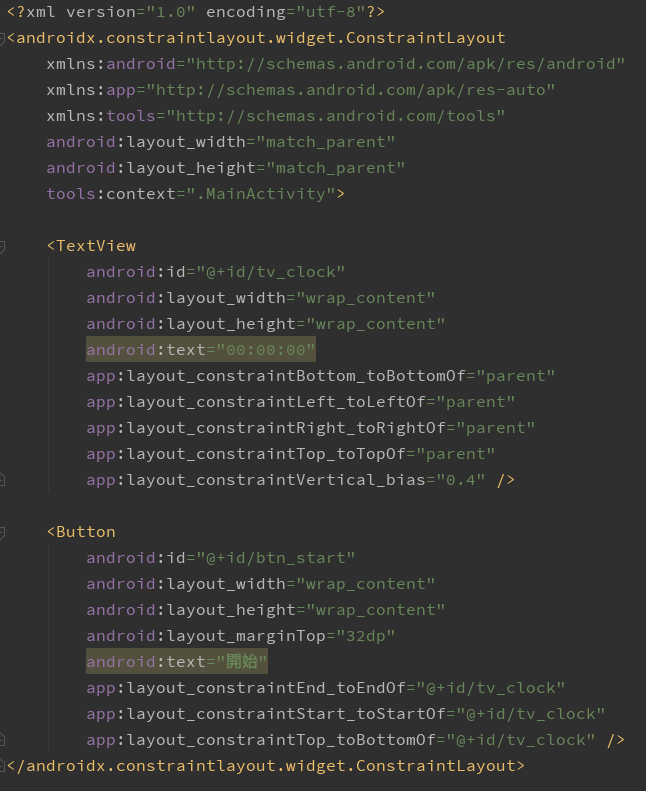 <?xml version="1.0" encoding="utf-8"?>
<androidx.constraintlayout.widget.ConstraintLayout
    xmlns:android="http://schemas.android.com/apk/res/android"
    xmlns:app="http://schemas.android.com/apk/res-auto"
    xmlns:tools="http://schemas.android.com/tools"
    android:layout_width="match_parent"
    android:layout_height="match_parent"
    tools:context=".MainActivity">

    <TextView
        android:id="@+id/tv_clock"
        android:layout_width="wrap_content"
        android:layout_height="wrap_content"
        android:text="00:00:00"
        app:layout_constraintBottom_toBottomOf="parent"
        app:layout_constraintLeft_toLeftOf="parent"
        app:layout_constraintRight_toRightOf="parent"
        app:layout_constraintTop_toTopOf="parent"
        app:layout_constraintVertical_bias="0.4" />

    <Button
        android:id="@+id/btn_start"
        android:layout_width="wrap_content"
        android:layout_height="wrap_content"
        android:layout_marginTop="32dp"
        android:text="開始"
        app:layout_constraintEnd_toEndOf="@+id/tv_clock"
        app:layout_constraintStart_toStartOf="@+id/tv_clock"
        app:layout_constraintTop_toBottomOf="@+id/tv_clock" />
</androidx.constraintlayout.widget.ConstraintLayout>